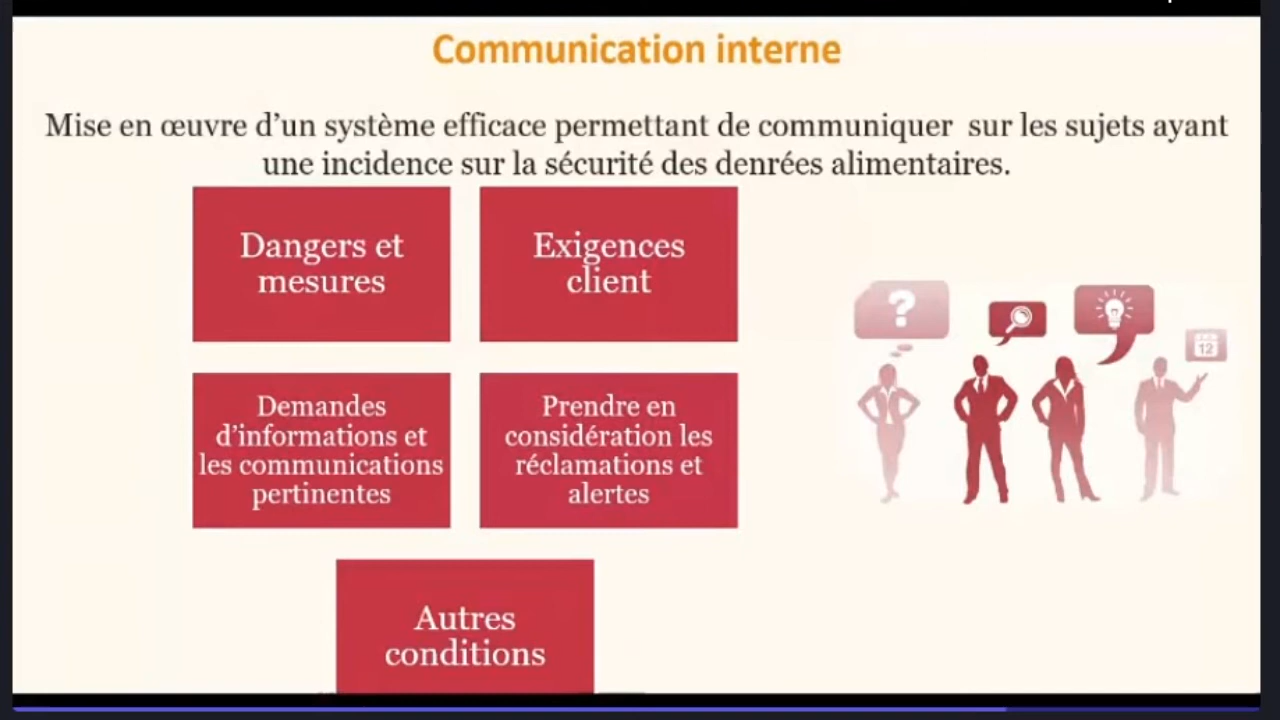 Communication interne
Mise en œuvre d’un système efficace permettant de communiquer sur les sujets ayant
une incidence sur la sécurité des denrées alimentaires.
Dangers et
mesures
Exigences
client
Demandes
d’informations et
les communications
pertinentes
Prendre en
considération les
réclamations et
alertes
Autres
conditions
?
12